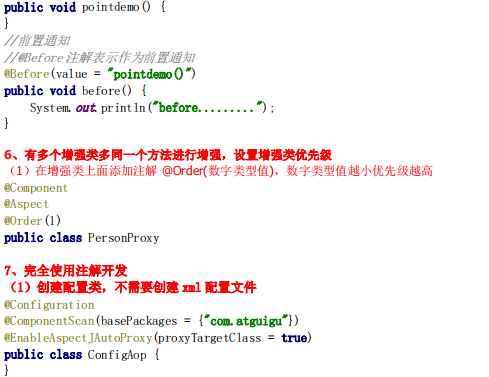 public void pointdemo() {
}
//前置通知
//@Before注解表示作为前置通知
@Before(value = "pointdemo()")
public void before() {
System.out.println("before.........");
}
6、有多个增强类多同一个方法进行增强，设置增强类优先级
（1）在增强类上面添加注解 @Order(数字类型值)，数字类型值越小优先级越高
@Component
@Aspect
@Order(1)
public class PersonProxy
7、完全使用注解开发
（1）创建配置类，不需要创建 xml 配置文件
@Configuration
@ComponentScan(basePackages = {"com.atguigu"})
@EnableAspectJAutoProxy(proxyTargetClass = true)
public class ConfigAop {
}